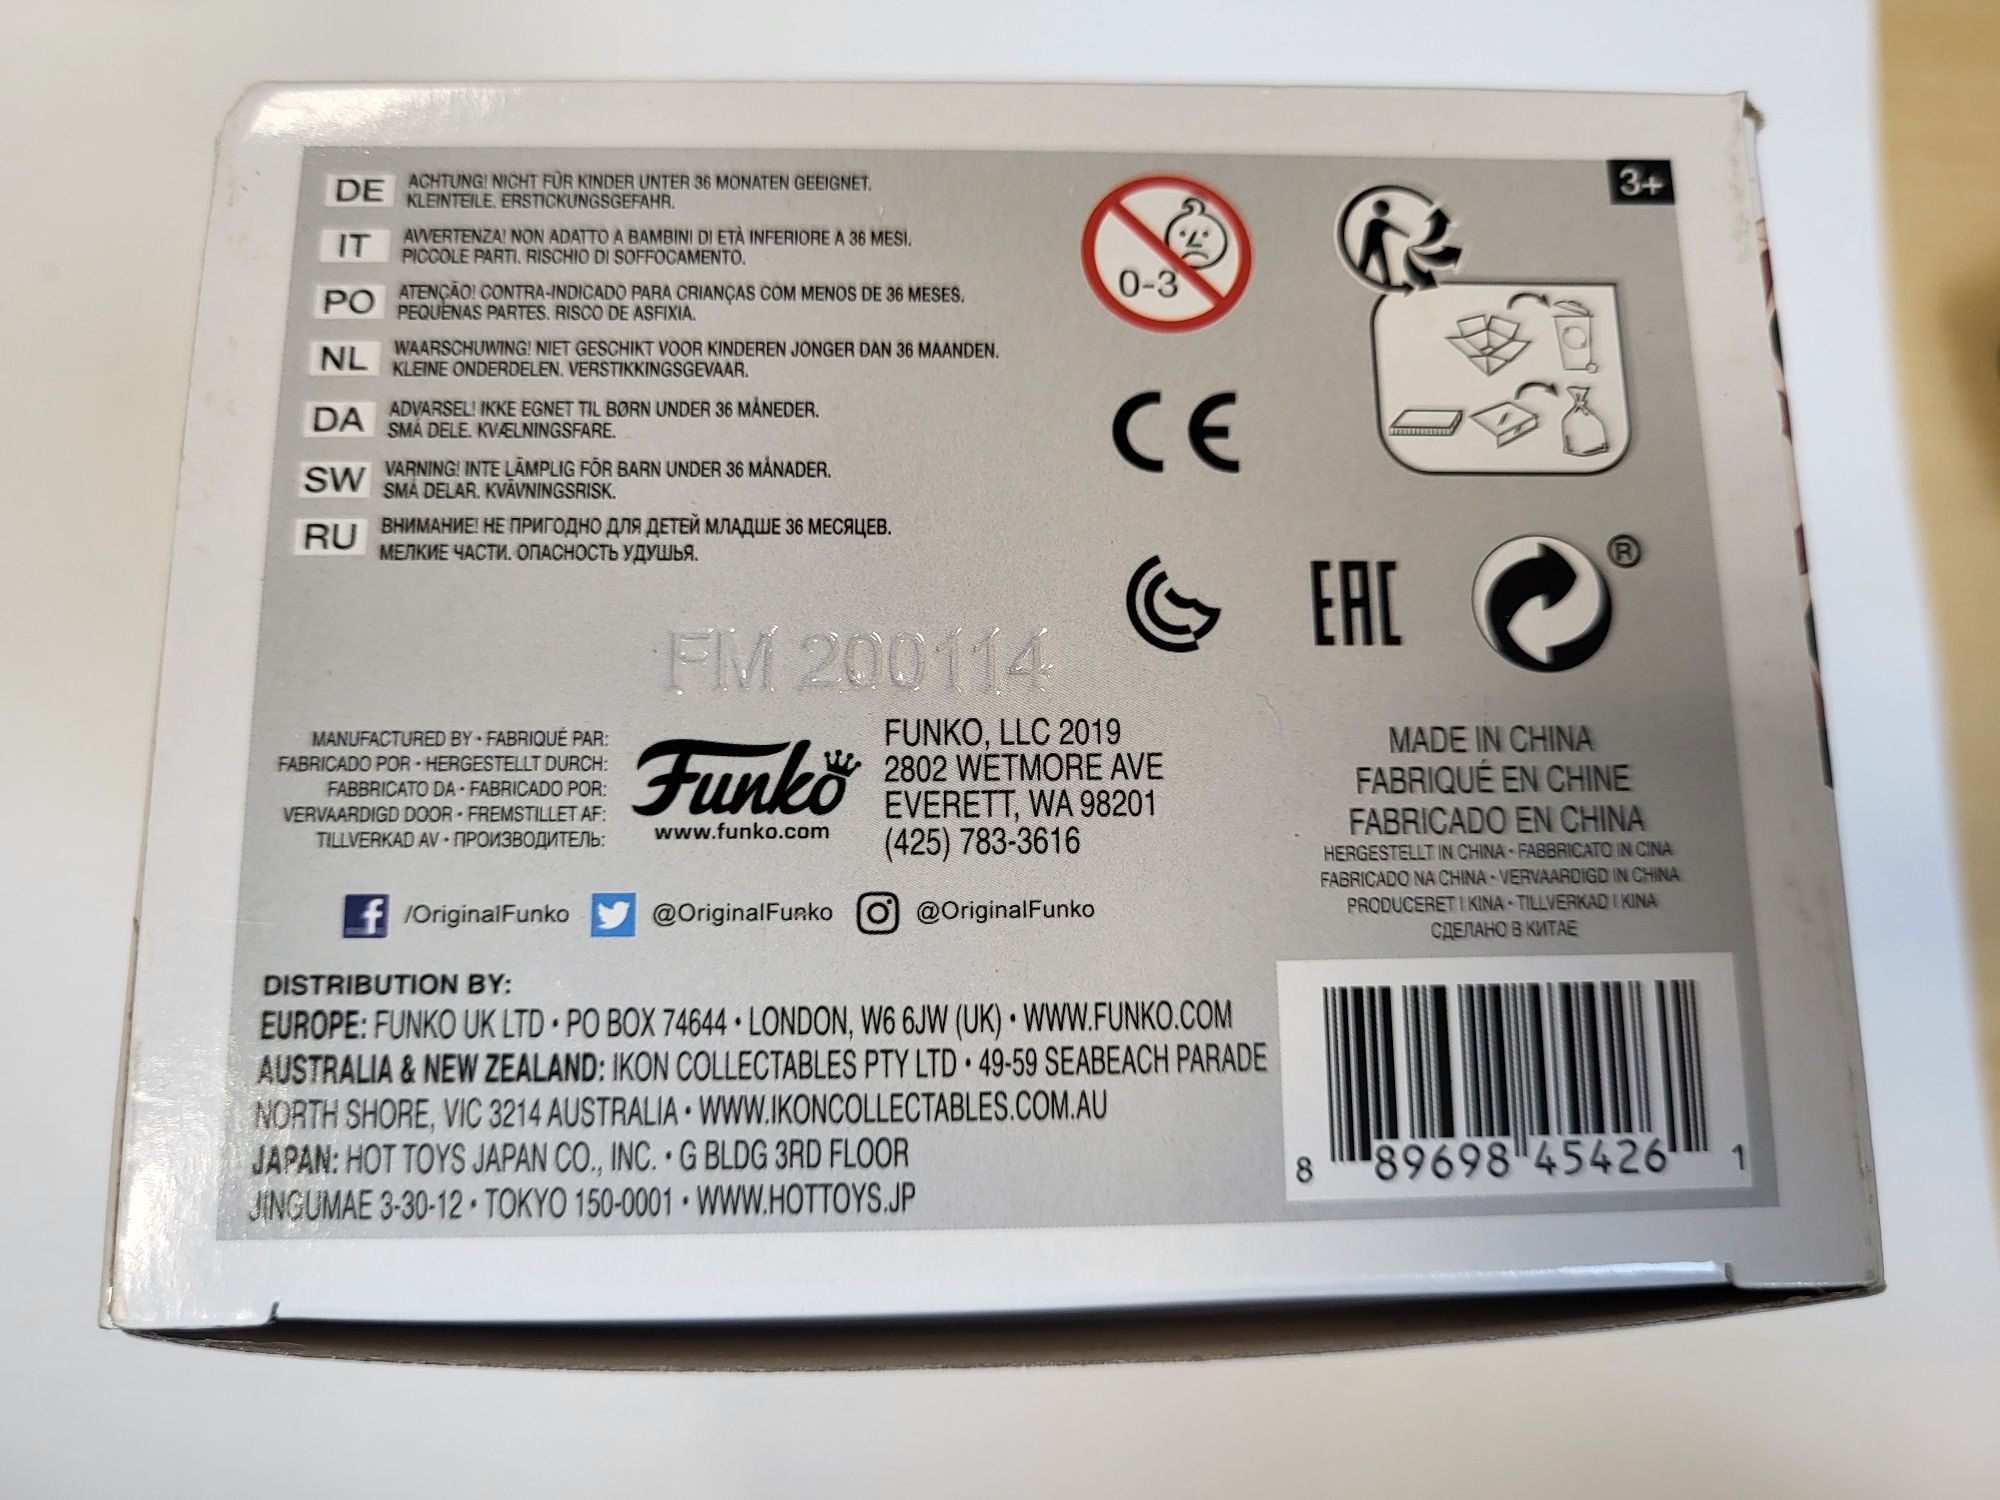 DE ACHTUNG! NICHT FÜR KINDER UNTER 36 MONATEN GEEIGNET.
KLEINTEILE. ERSTICKUNGSGEFAHR.
IT AVVERTENZA! NON ADATTO A BAMBINI DI ETÀ INFERIORE A 36 MESI.
PICCOLE PARTI. RISCHIO DI SOFFOCAMENTO.
PO ATENÇÃO! CONTRA-INDICADO PARA CRIANÇAS COM MENOS DE 36 MESES.
PEQUENAS PARTES. RISCO DE ASFIXIA.
NL WAARSCHUWING! NIET GESCHIKT VOOR KINDEREN JONGER DAN 36 MAANDEN.
KLEINE ONDERDELEN. VERSTIKKINGSGEVAAR.
DA ADVARSEL! IKKE EGNET TIL BØRN UNDER 36 MÅNEDER.
SMÅ DELE. KVÆLNINGSFARE.
SW VARNING! INTE LÄMPLIG FÖR BARN UNDER 36 MÅNADER.
SMÅ DELAR. KVÄVNINGSRISK.
RU ВНИМАНИЕ! НЕ ПРИГОДНО ДЛЯ ДЕТЕЙ МЛАДШЕ 36 МЕСЯЦЕВ.
МЕЛКИЕ ЧАСТИ. ОПАСНОСТЬ УДУШЬЯ.
0-3
3+
CE
EAC
®
FM 200114
MANUFACTURED BY • FABRIQUÉ PAR:
FABRICADO POR • HERGESTELLT DURCH:
FABBRICATO DA • FABRICADO POR:
VERVAARDIGD DOOR • FREMSTILLET AF:
TILLVERKAD AV • ПРОИЗВОДИТЕЛЬ:
Funko
www.funko.com
FUNKO, LLC 2019
2802 WETMORE AVE
EVERETT, WA 98201
(425) 783-3616
MADE IN CHINA
FABRIQUÉ EN CHINE
FABRICADO EN CHINA
HERGESTELLT IN CHINA • FABBRICATO IN CINA
FABRICADO NA CHINA • VERVAARDIGD IN CHINA
PRODUCERET I KINA • TILLVERKAD I KINA
СДЕЛАНО В КИТАЕ
f /OriginalFunko @OriginalFunko @OriginalFunko
DISTRIBUTION BY:
EUROPE: FUNKO UK LTD • PO BOX 74644 • LONDON, W6 6JW (UK) • WWW.FUNKO.COM
AUSTRALIA & NEW ZEALAND: IKON COLLECTABLES PTY LTD • 49-59 SEABEACH PARADE
NORTH SHORE, VIC 3214 AUSTRALIA • WWW.IKONCOLLECTABLES.COM.AU
JAPAN: HOT TOYS JAPAN CO., INC. • G BLDG 3RD FLOOR
JINGUMAE 3-30-12 • TOKYO 150-0001 • WWW.HOTTOYS.JP
8 89698 45426 1